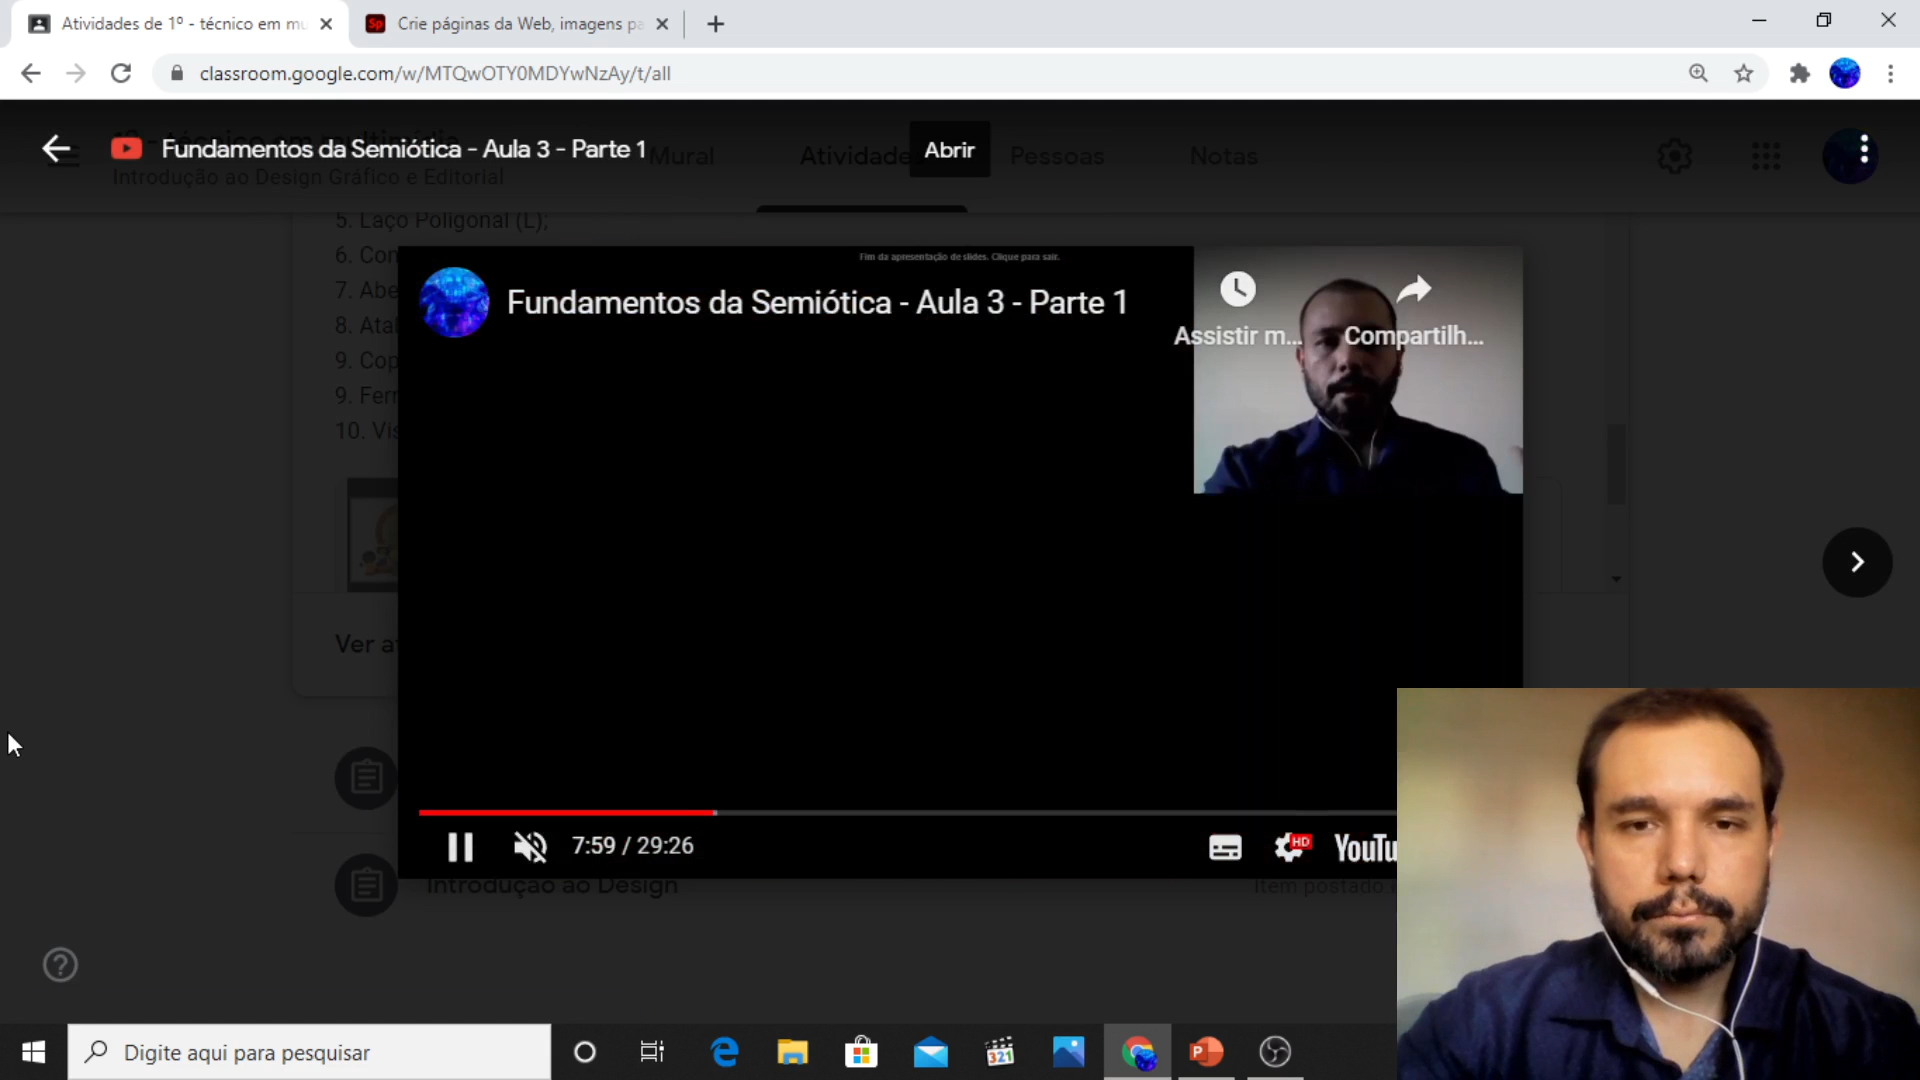 Atividades de 1º - técnico em mu
Crie páginas da Web, imagens pa
classroom.google.com/w/MTQwOTY0MDYwNzAy/t/all
Fundamentos da Semiótica - Aula 3 - Parte 1
Mural
Atividade
Abrir
Pessoas
Notas
Introdução ao Design Gráfico e Editorial
5. Laço Poligonal (L);
6. Con
7. Abe
8. Atal
9. Cop
9. Ferr
10. Vis
Fim da apresentação de slides. Clique para sair.
Fundamentos da Semiótica - Aula 3 - Parte 1
Assistir m...
Compartilh...
Ver a
7:59 / 29:26
HD
YouTu
Introdução ao Design
Item postado
Digite aqui para pesquisar
321